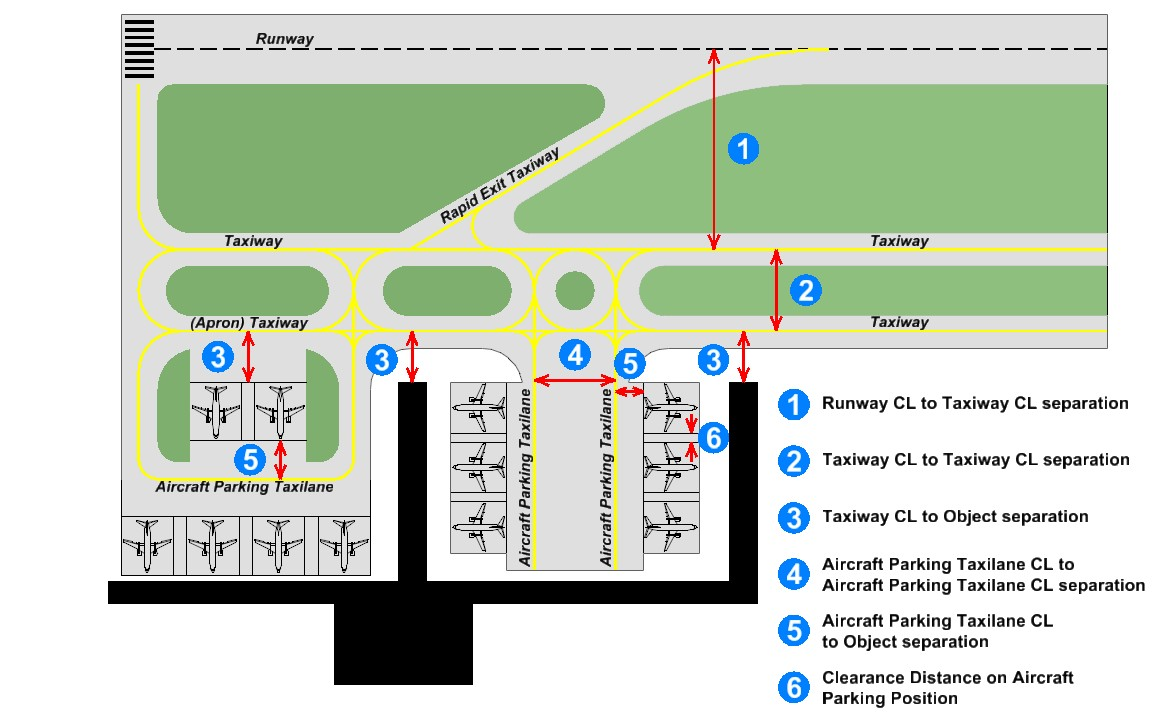 Runway
1
Rapid Exit Taxiway
Taxiway
Taxiway
2
(Apron) Taxiway
Taxiway
3
3
4
5
3
Aircraft Parking Taxilane
Aircraft Parking Taxilane
6
5
Aircraft Parking Taxilane
1 Runway CL to Taxiway CL separation
2 Taxiway CL to Taxiway CL separation
3 Taxiway CL to Object separation
4 Aircraft Parking Taxilane CL to
Aircraft Parking Taxilane CL separation
5 Aircraft Parking Taxilane CL
to Object separation
6 Clearance Distance on Aircraft
Parking Position